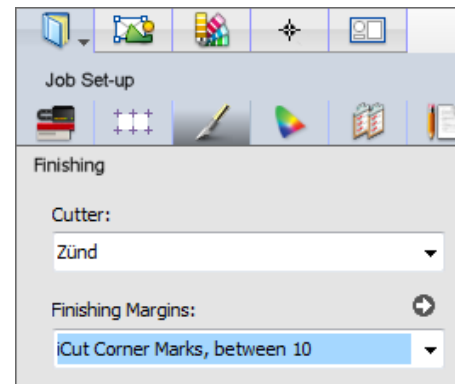 Job Set-up
Finishing
Cutter:
Zünd
Finishing Margins:
iCut Corner Marks, between 10